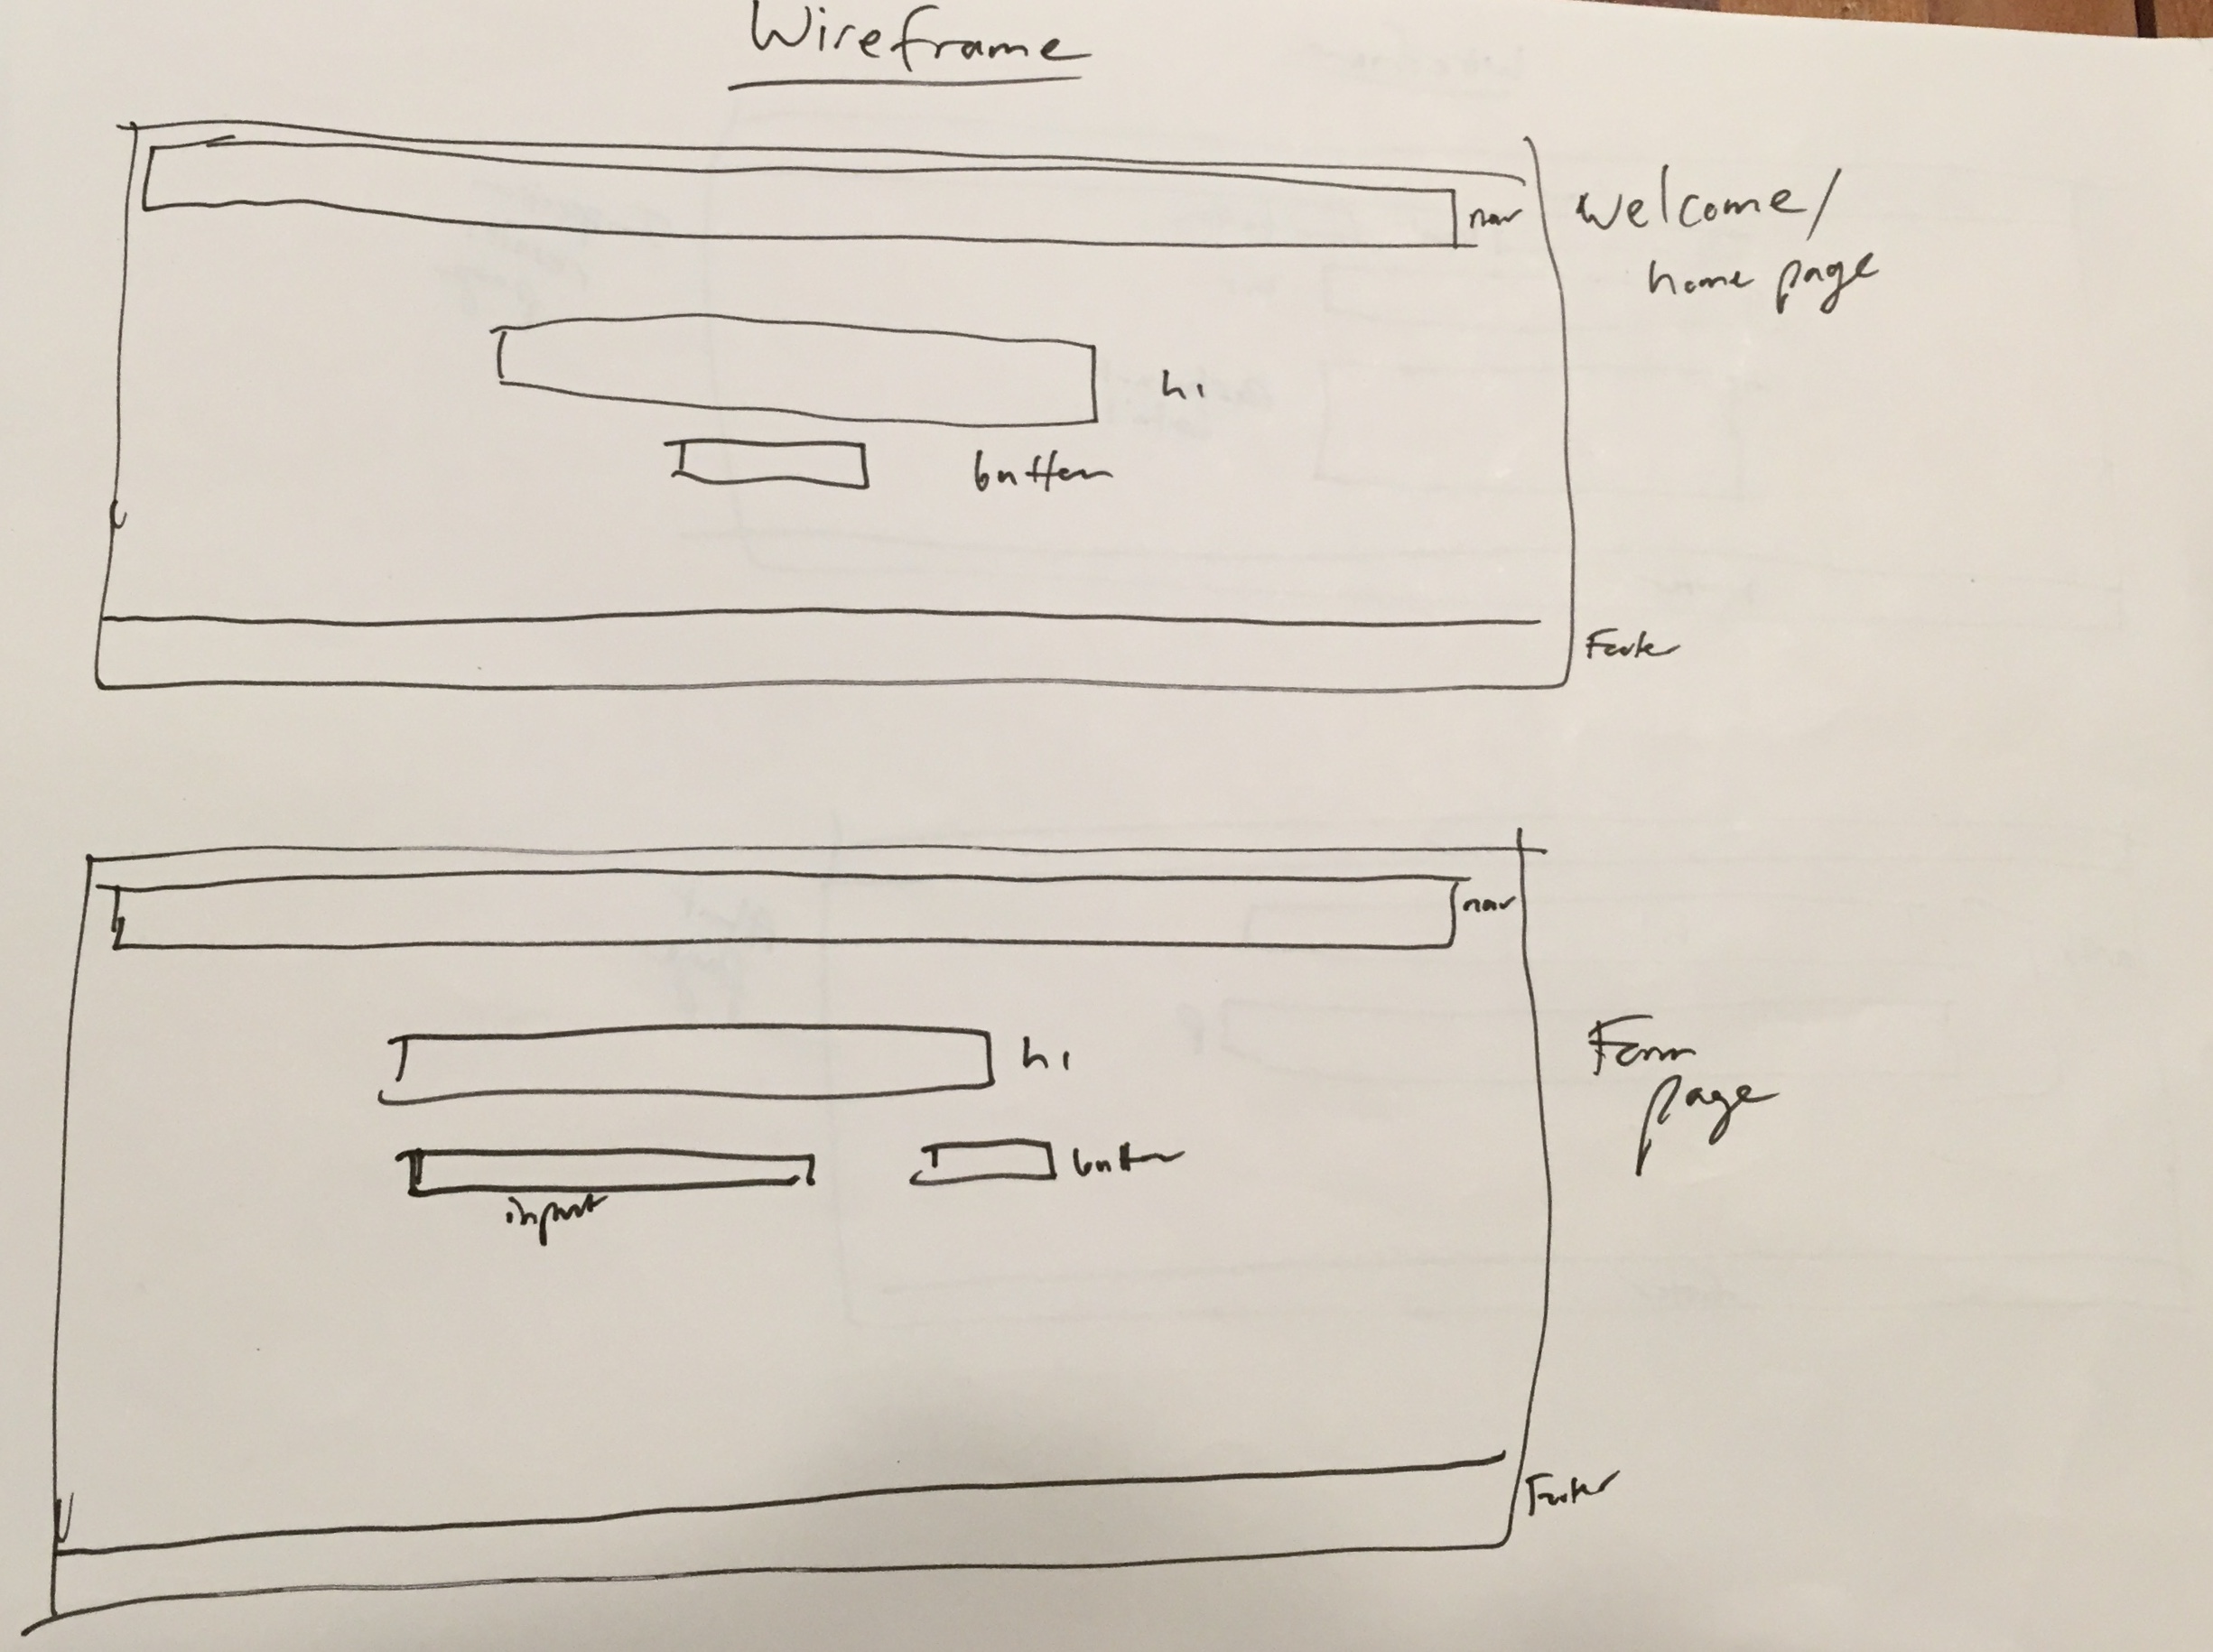 Wireframe
nav
Welcome/
home page
h1
button
Footer
nav
h1
Form
page
button
input
Footer